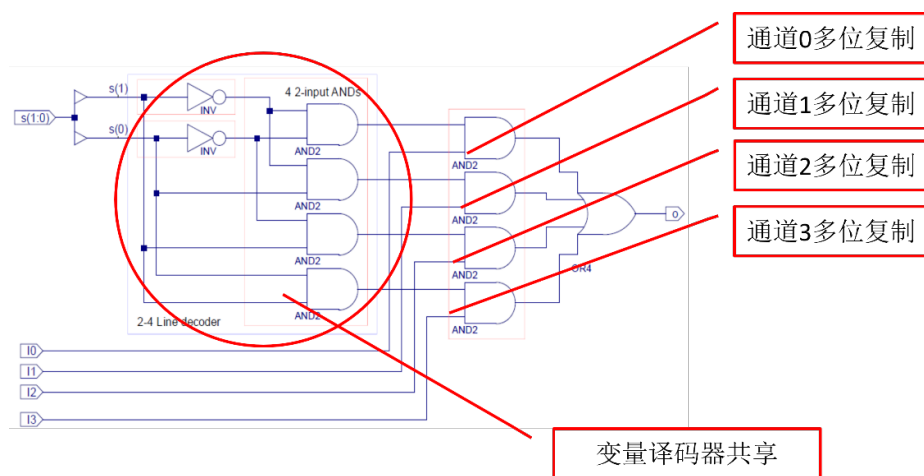 通道0多位复制
4 2-input ANDs
s(1)
INV
s(1:0)
s(0)
INV
AND2
通道1多位复制
AND2
AND2
AND2
通道2多位复制
o
AND2
AND2
通道3多位复制
OR4
AND2
AND2
2-4 Line decoder
I0
I1
I2
I3
变量译码器共享